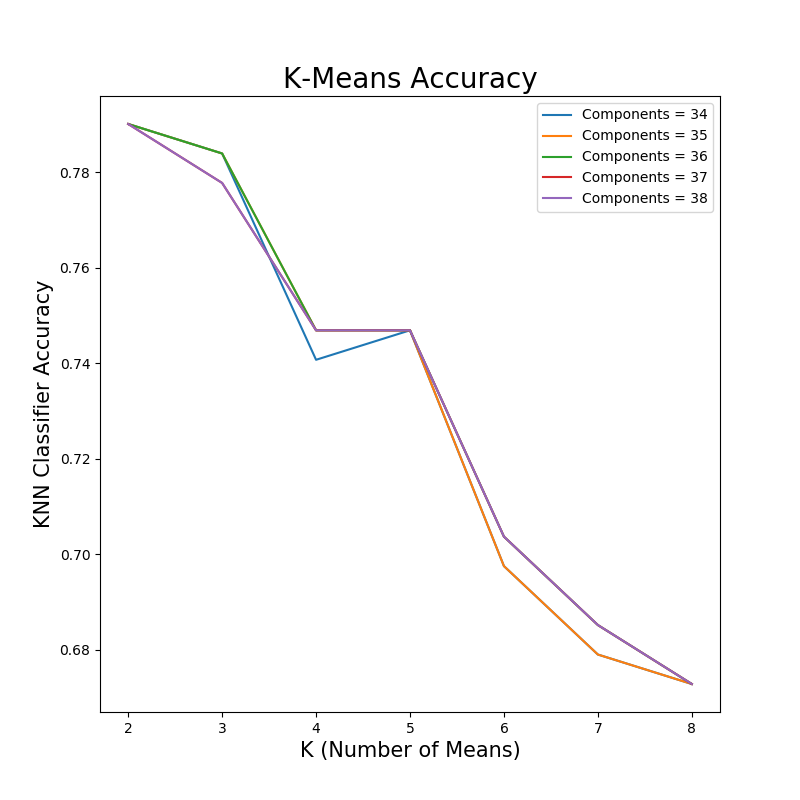 K-Means Accuracy
Components = 34
Components = 35
Components = 36
Components = 37
Components = 38
KNN Classifier Accuracy
0.78
0.76
0.74
0.72
0.70
0.68
2 3 4 5 6 7 8
K (Number of Means)